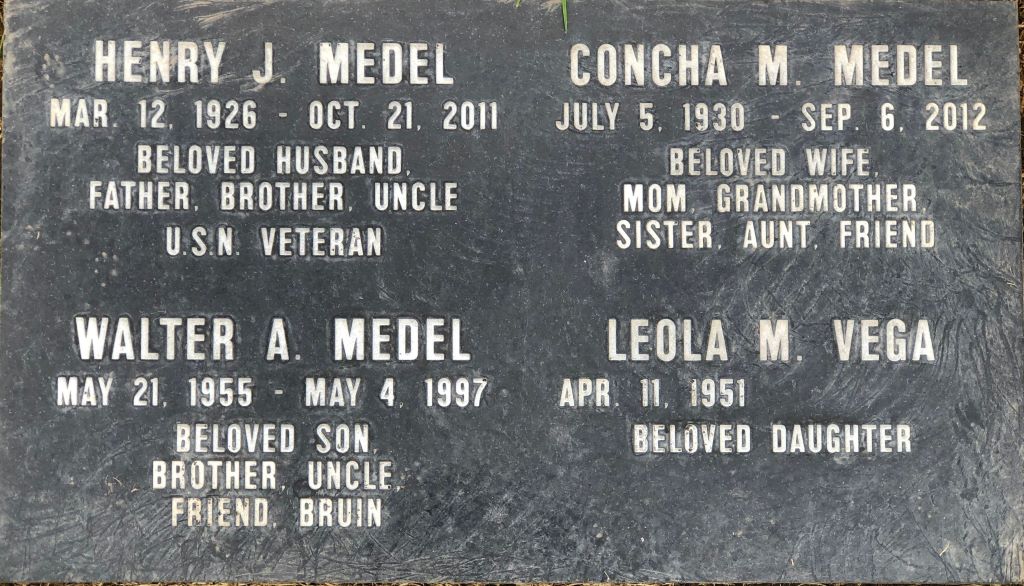 HENRY J. MEDEL
MAR. 12, 1926 - OCT. 21, 2011
BELOVED HUSBAND,
FATHER, BROTHER, UNCLE
U.S.N. VETERAN
CONCHA M. MEDEL
JULY 5, 1930 - SEP. 6, 2012
BELOVED WIFE,
MOM, GRANDMOTHER,
SISTER, AUNT, FRIEND
WALTER A. MEDEL
MAY 21, 1955 - MAY 4, 1997
BELOVED SON,
BROTHER, UNCLE,
FRIEND, BRUIN
LEOLA M. VEGA
APR. 11, 1951
BELOVED DAUGHTER